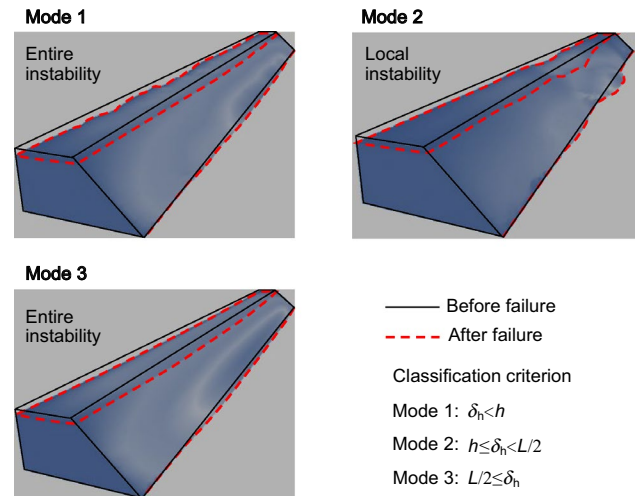 Mode 1
Entire
instability
Mode 2
Local
instability
Mode 3
Entire
instability
Before failure
After failure
Classification criterion
Mode 1: δh<h
Mode 2: h≤δh<L/2
Mode 3: L/2≤δh